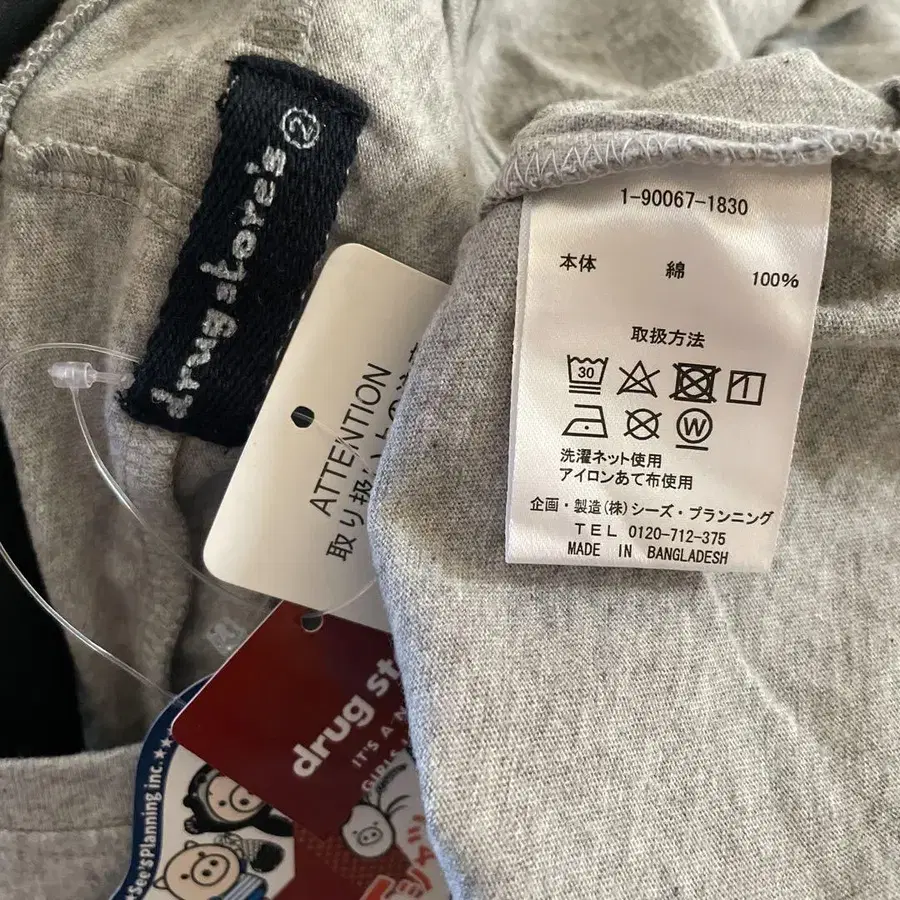 drug store's ②
ATTENTION
取り扱い上の注意
1-90067-1830
本体 綿 100%
取扱方法
30
W
洗濯ネット使用
アイロンあて布使用
企画・製造(株)シーズ・プランニング
TEL 0120-712-375
MADE IN BANGLADESH
drug st
IT'S A N
GIRLS
See's Planning inc.